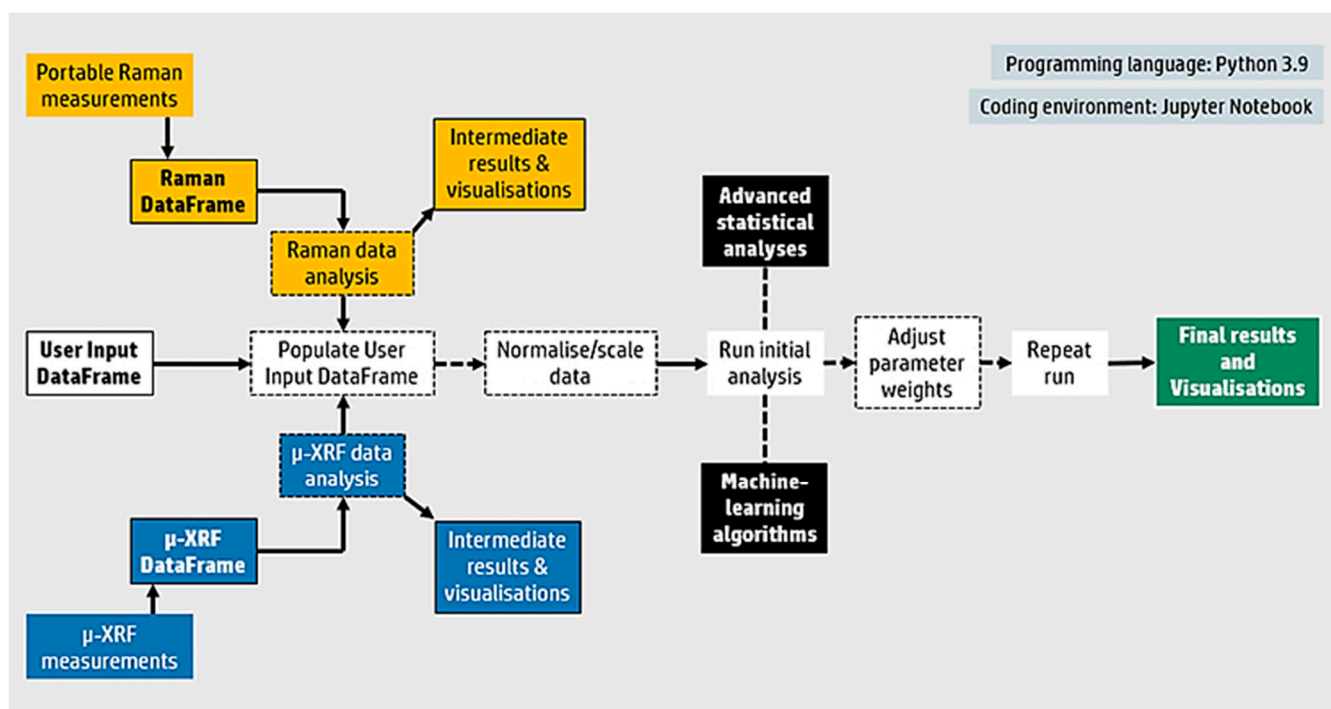 Portable Raman
measurements
Programming language: Python 3.9
Coding environment: Jupyter Notebook
Raman
DataFrame
Intermediate
results &
visualisations
Raman data
analysis
Advanced
statistical
analyses
User Input
DataFrame
Populate User
Input DataFrame
Normalise/scale
data
Run initial
analysis
Adjust
parameter
weights
Repeat
run
Final results
and
Visualisations
μ-XRF data
analysis
Machine-
learning
algorithms
μ-XRF
DataFrame
Intermediate
results &
visualisations
μ-XRF
measurements